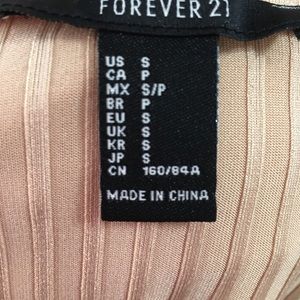 FOREVER 21
US S
CA P
MX S/P
BR P
EU S
UK S
KR S
JP S
CN 160/84A
MADE IN CHINA